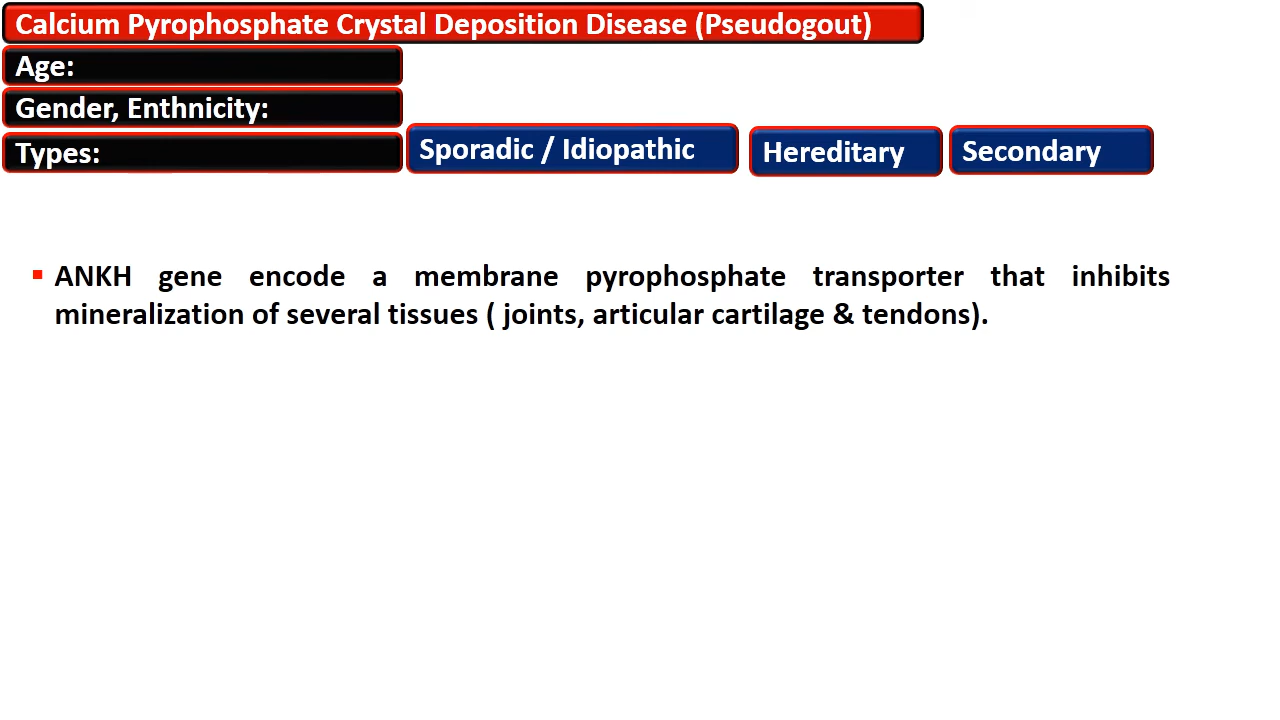 Calcium Pyrophosphate Crystal Deposition Disease (Pseudogout)
Age:
Gender, Enthnicity:
Types:
Sporadic / Idiopathic
Hereditary
Secondary
▪ ANKH gene encode a membrane pyrophosphate transporter that inhibits
mineralization of several tissues ( joints, articular cartilage & tendons).